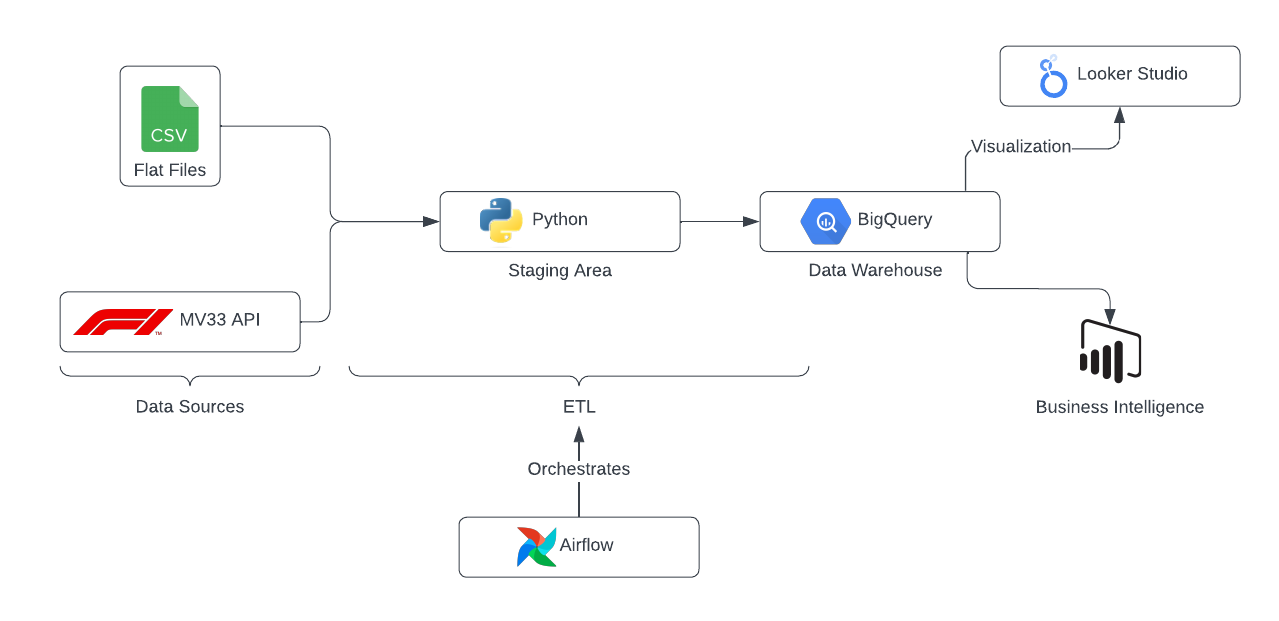 Looker Studio
CSV
Flat Files
Visualization
Python
BigQuery
Staging Area
Data Warehouse
MV33 API
TM
Data Sources
ETL
Business Intelligence
Orchestrates
Airflow